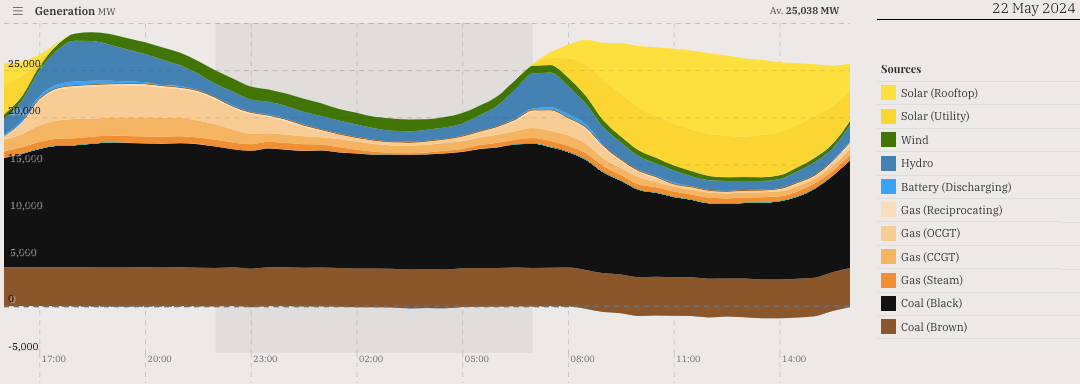 Generation MW
Av. 25,038 MW
22 May 2024
25,000
20,000
15,000
10,000
5,000
0
-5,000
17:00
20:00
23:00
02:00
05:00
08:00
11:00
14:00
Sources
Solar (Rooftop)
Solar (Utility)
Wind
Hydro
Battery (Discharging)
Gas (Reciprocating)
Gas (OCGT)
Gas (CCGT)
Gas (Steam)
Coal (Black)
Coal (Brown)